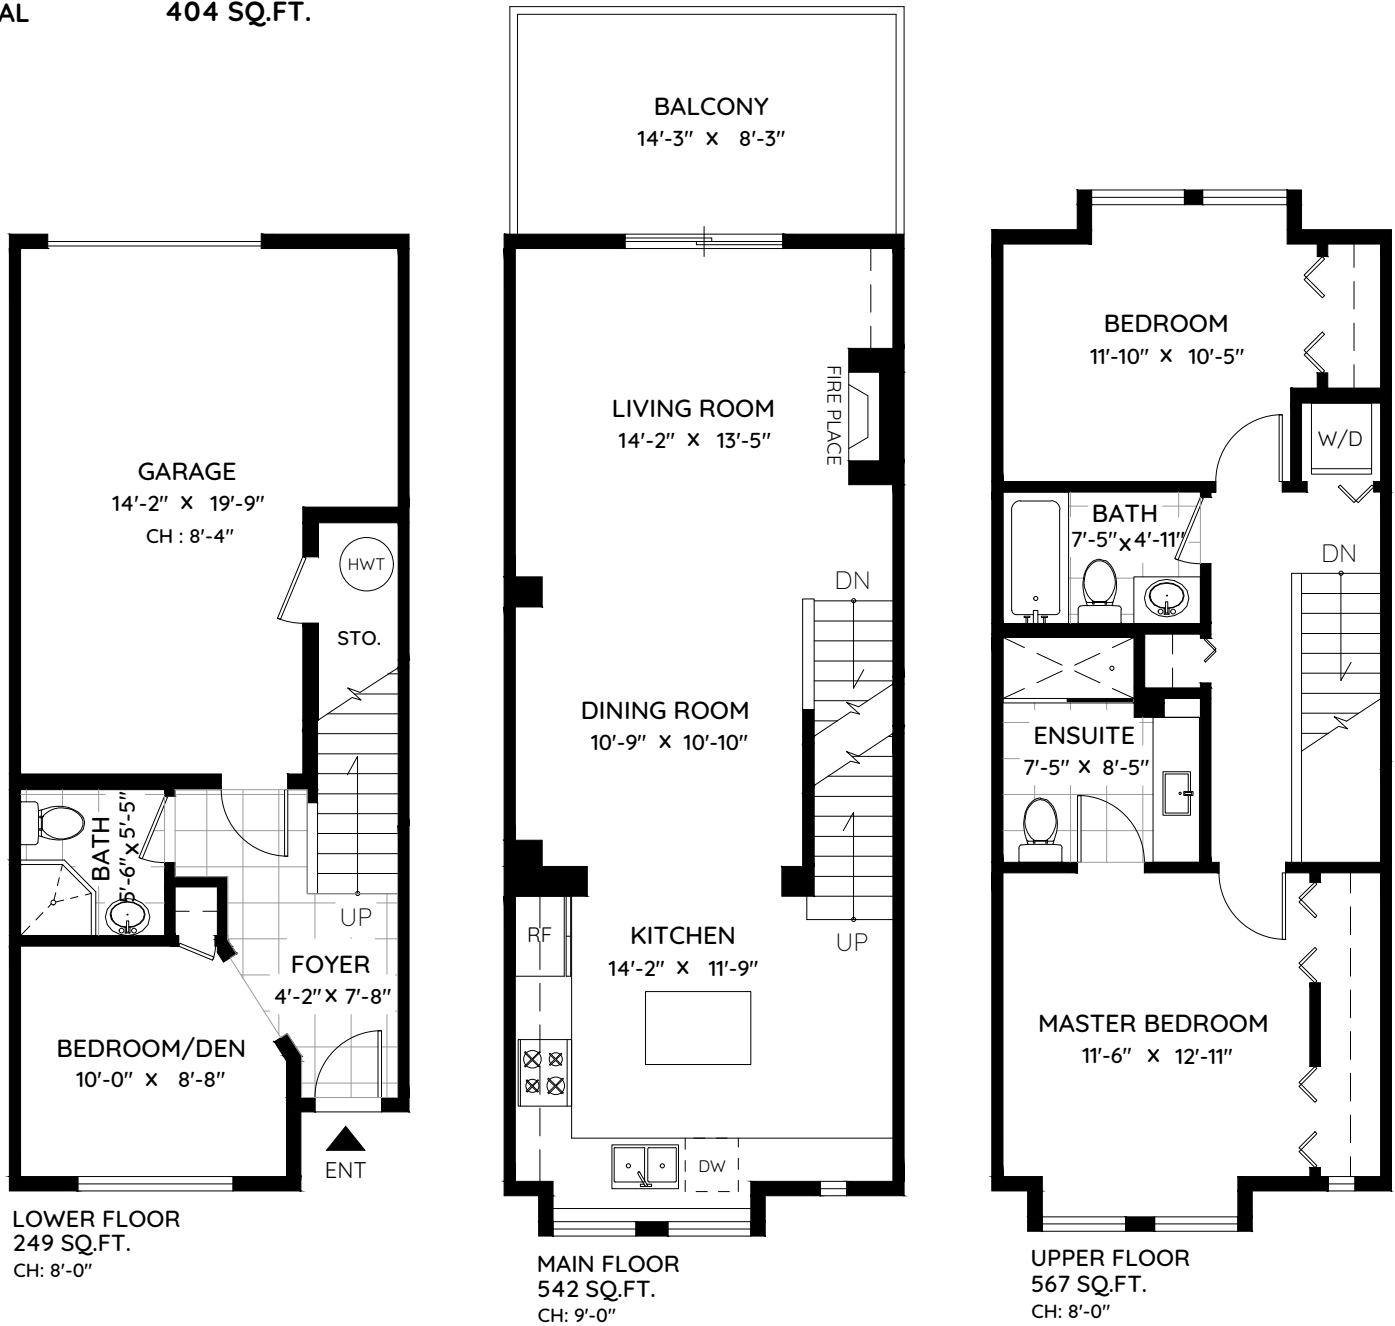 AL 404 SQ.FT.
BALCONY
14'-3" X 8'-3"
GARAGE
14'-2" X 19'-9"
CH : 8'-4"
HWT
STO.
BATH
5'-6" x 5'-5"
UP
FOYER
4'-2" X 7'-8"
BEDROOM/DEN
10'-0" X 8'-8"
ENT
LOWER FLOOR
249 SQ.FT.
CH: 8'-0"
LIVING ROOM
14'-2" X 13'-5"
FIRE PLACE
DN
DINING ROOM
10'-9" X 10'-10"
RF
KITCHEN
14'-2" X 11'-9"
UP
DW
MAIN FLOOR
542 SQ.FT.
CH: 9'-0"
BEDROOM
11'-10" X 10'-5"
W/D
BATH
7'-5" x 4'-11"
DN
ENSUITE
7'-5" X 8'-5"
MASTER BEDROOM
11'-6" X 12'-11"
UPPER FLOOR
567 SQ.FT.
CH: 8'-0"